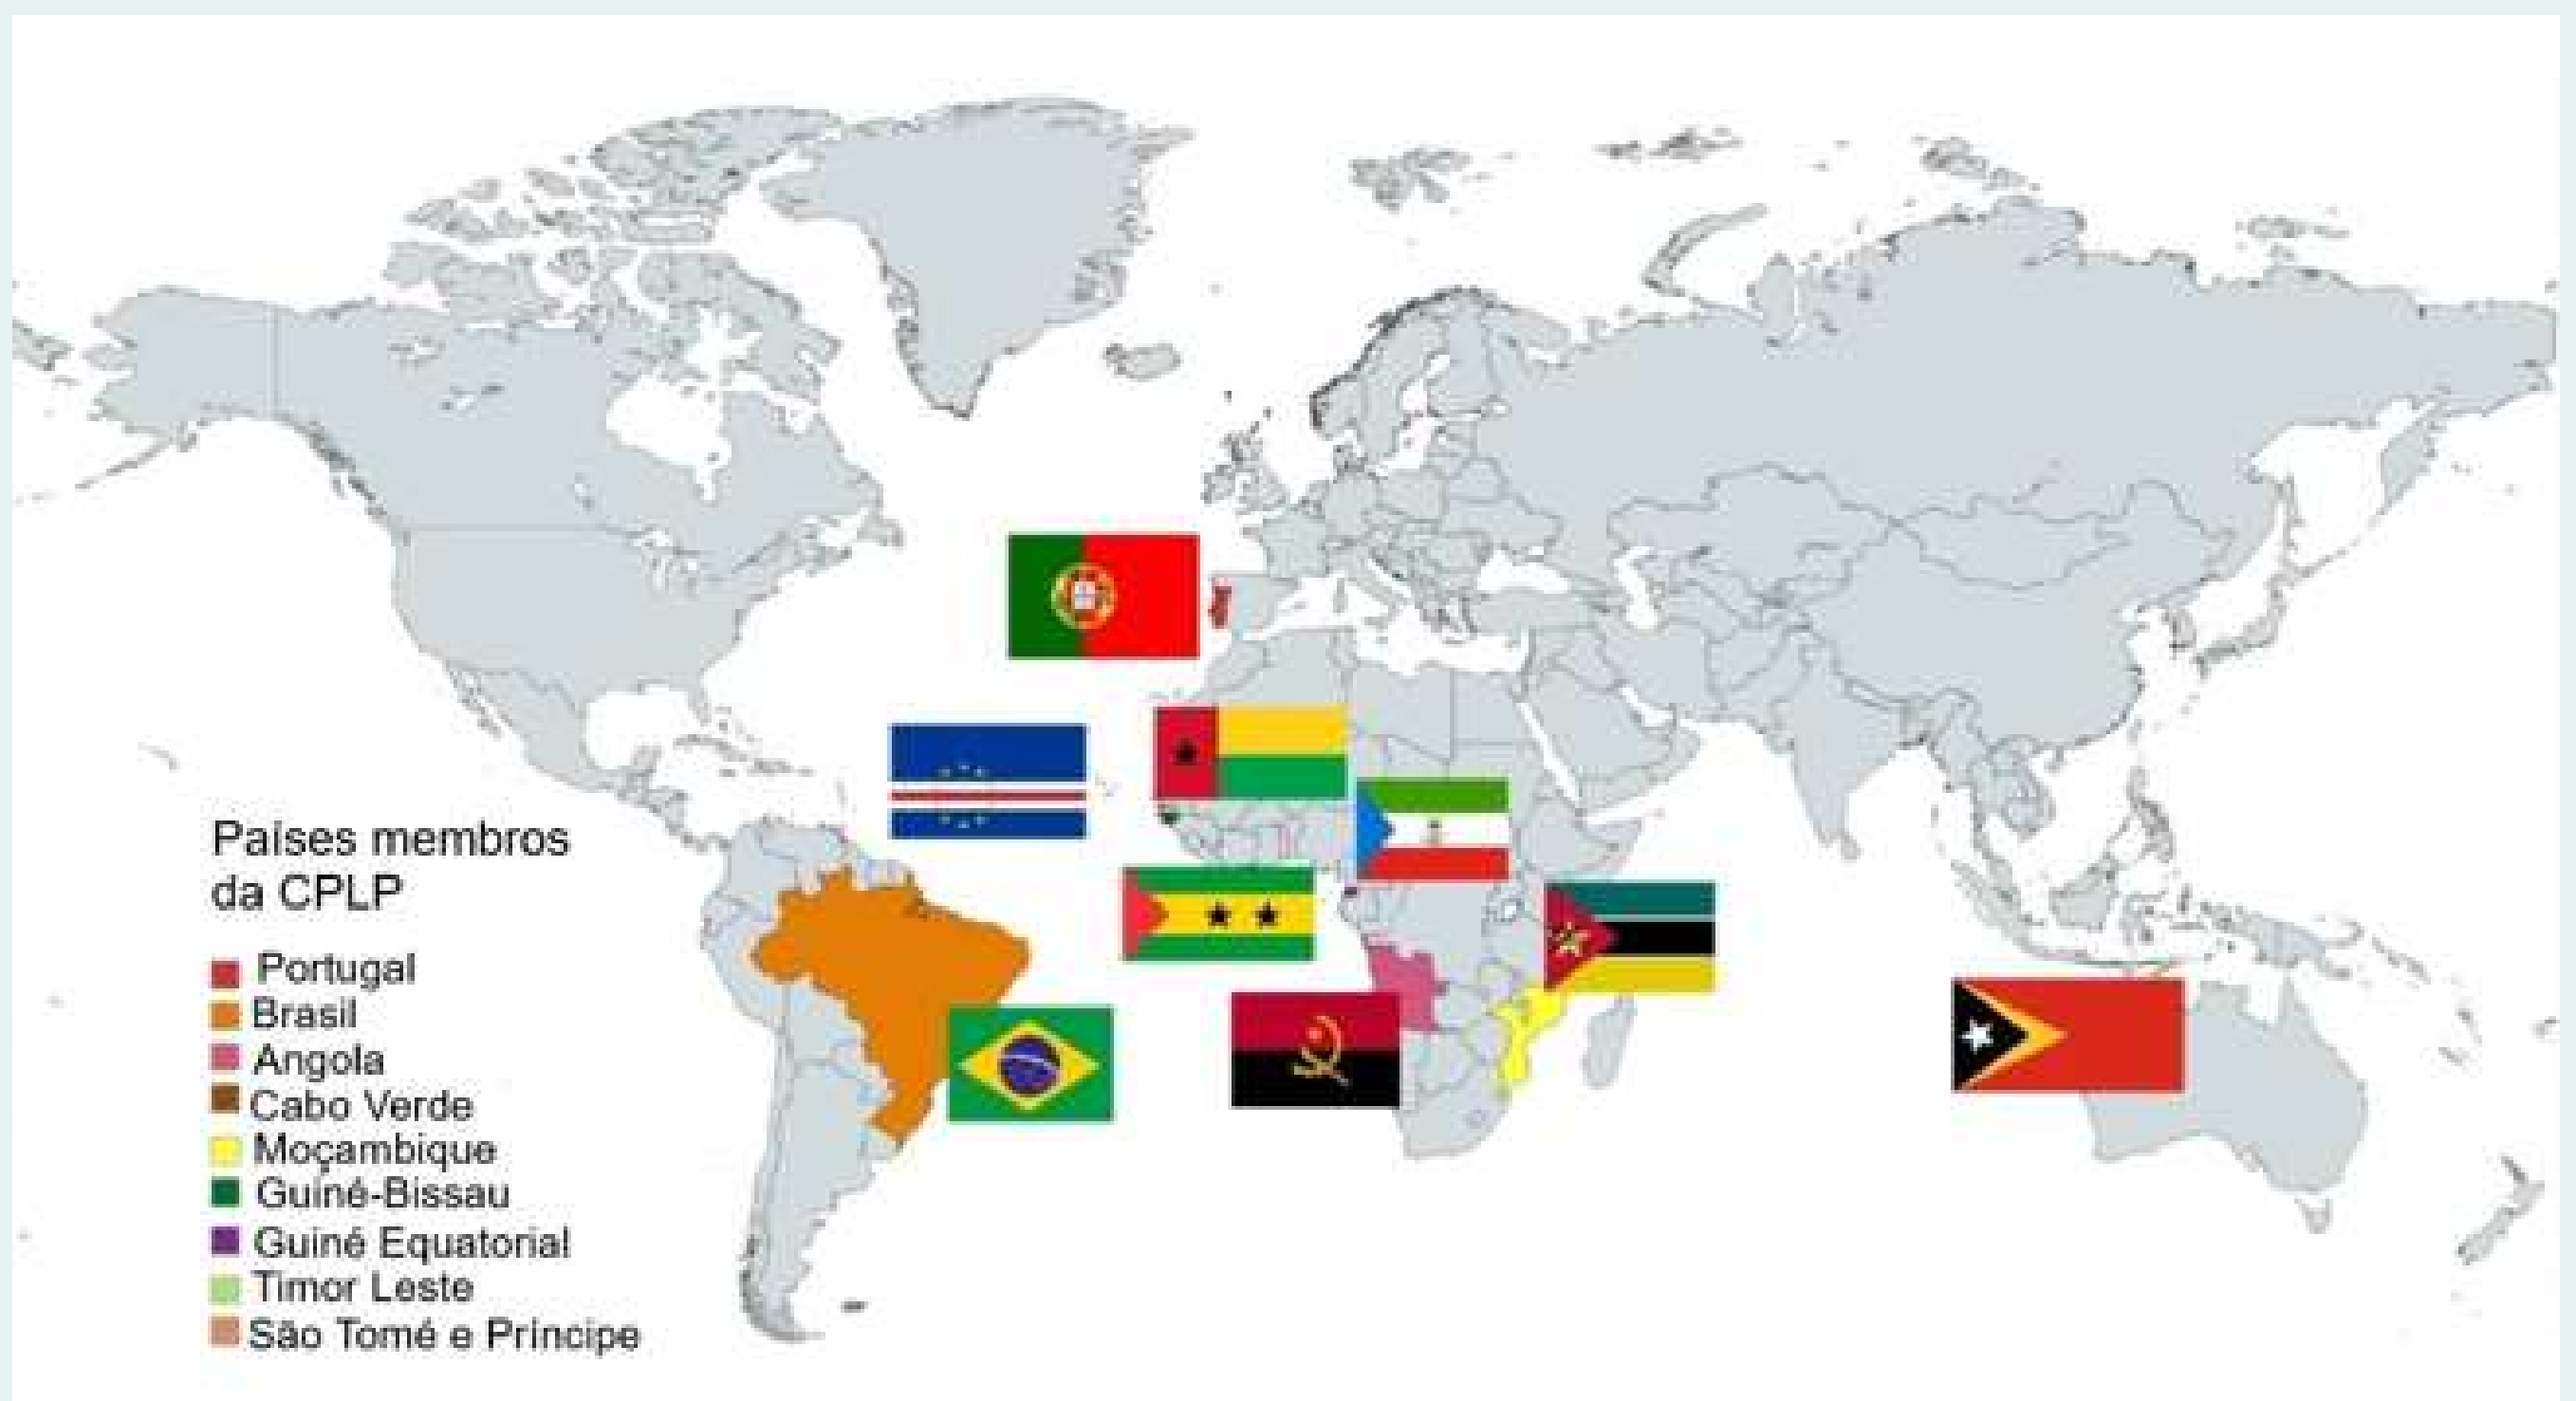 Países membros
da CPLP
Portugal
Brasil
Angola
Cabo Verde
Moçambique
Guiné-Bissau
Guiné Equatorial
Timor Leste
São Tomé e Príncipe